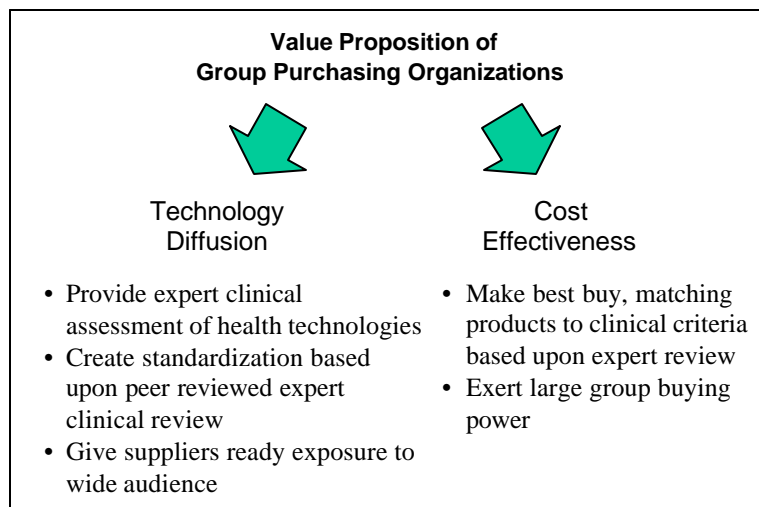 Value Proposition of
Group Purchasing Organizations
Technology
Diffusion
• Provide expert clinical
assessment of health technologies
• Create standardization based
upon peer reviewed expert
clinical review
• Give suppliers ready exposure to
wide audience
Cost
Effectiveness
• Make best buy, matching
products to clinical criteria
based upon expert review
• Exert large group buying
power